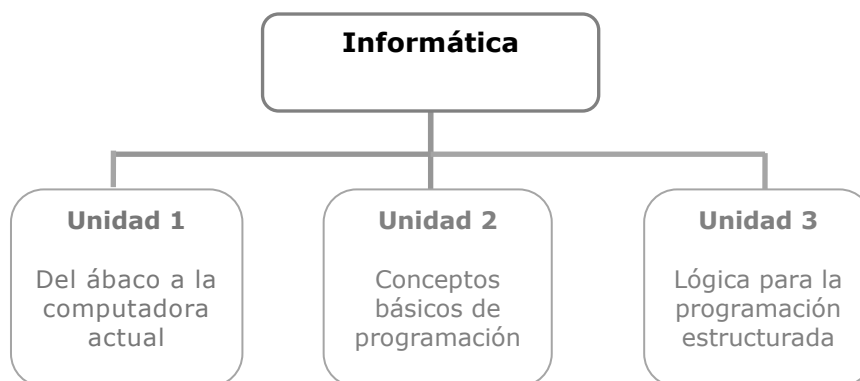 Informática
Unidad 1
Del ábaco a la
computadora
actual
Unidad 2
Conceptos
básicos de
programación
Unidad 3
Lógica para la
programación
estructurada